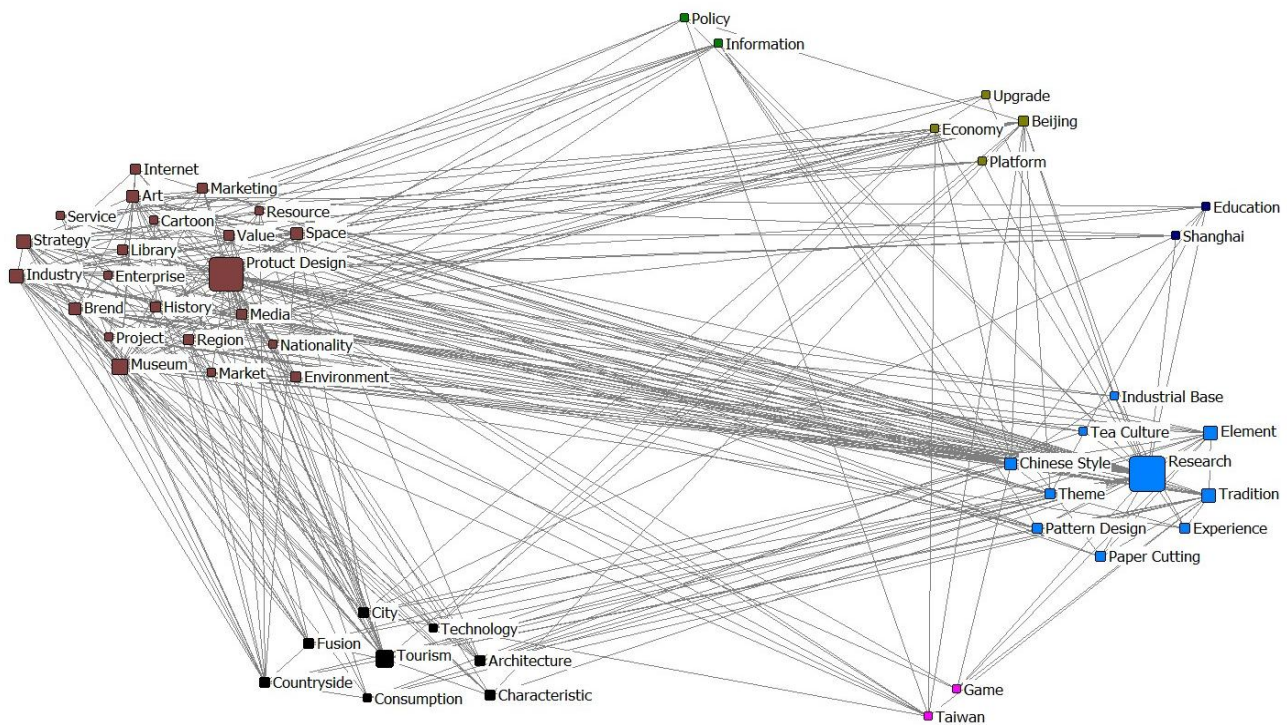 Policy
Information
Upgrade
Economy
Beijing
Platform
Internet
Art
Marketing
Education
Service
Cartoon
Resource
Strategy
Library
Value
Space
Shanghai
Industry
Enterprise
Protuct Design
Brend
History
Media
Project
Region
Nationality
Museum
Market
Environment
Industrial Base
Tea Culture
Element
Chinese Style
Research
Theme
Tradition
Pattern Design
Experience
Paper Cutting
City
Technology
Fusion
Tourism
Architecture
Countryside
Consumption
Characteristic
Game
Taiwan